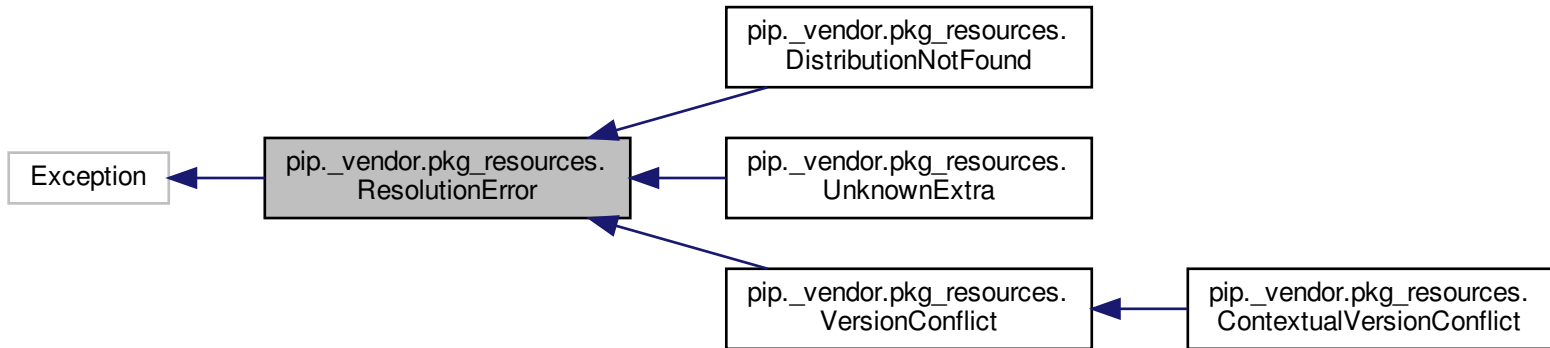 pip._vendor.pkg_resources.
DistributionNotFound
Exception
pip._vendor.pkg_resources.
ResolutionError
pip._vendor.pkg_resources.
UnknownExtra
pip._vendor.pkg_resources.
VersionConflict
pip._vendor.pkg_resources.
ContextualVersionConflict